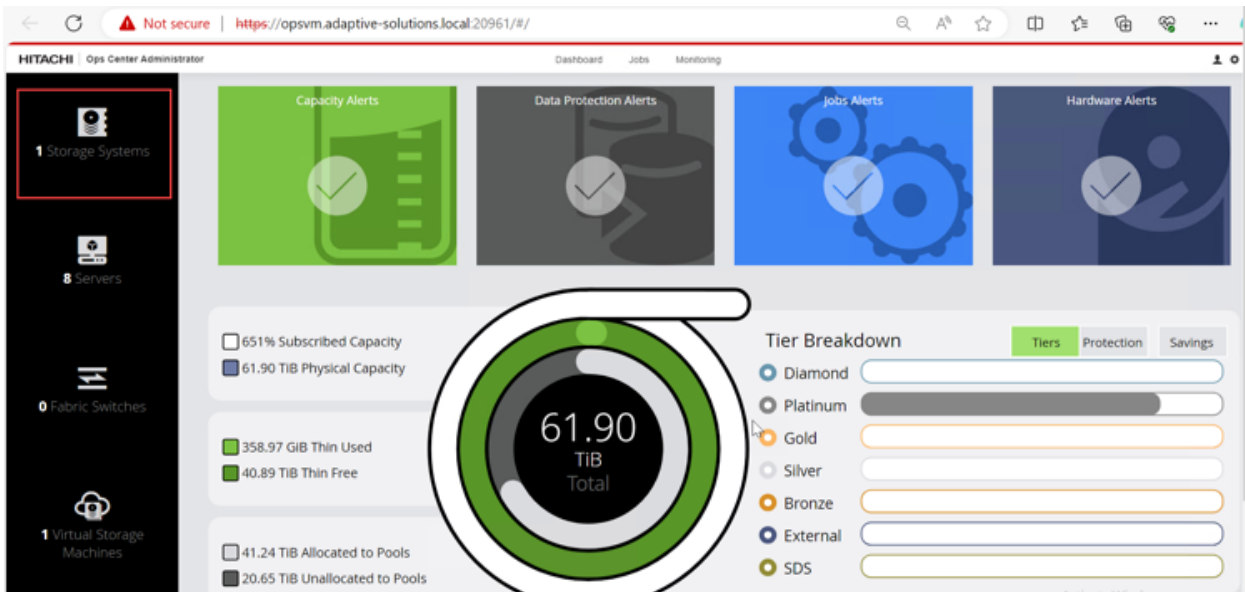 Not secure | https://opsvm.adaptive-solutions.local:20961/#/
HITACHI Ops Center Administrator
Dashboard Jobs Monitoring
1 Storage Systems
8 Servers
0 Fabric Switches
1 Virtual Storage
Machines
Capacity Alerts
Data Protection Alerts
Jobs Alerts
Hardware Alerts
651% Subscribed Capacity
61.90 TiB Physical Capacity
358.97 GiB Thin Used
40.89 TiB Thin Free
41.24 TiB Allocated to Pools
20.65 TiB Unallocated to Pools
61.90
TiB
Total
Tier Breakdown
Tiers Protection Savings
Diamond
Platinum
Gold
Silver
Bronze
External
SDS